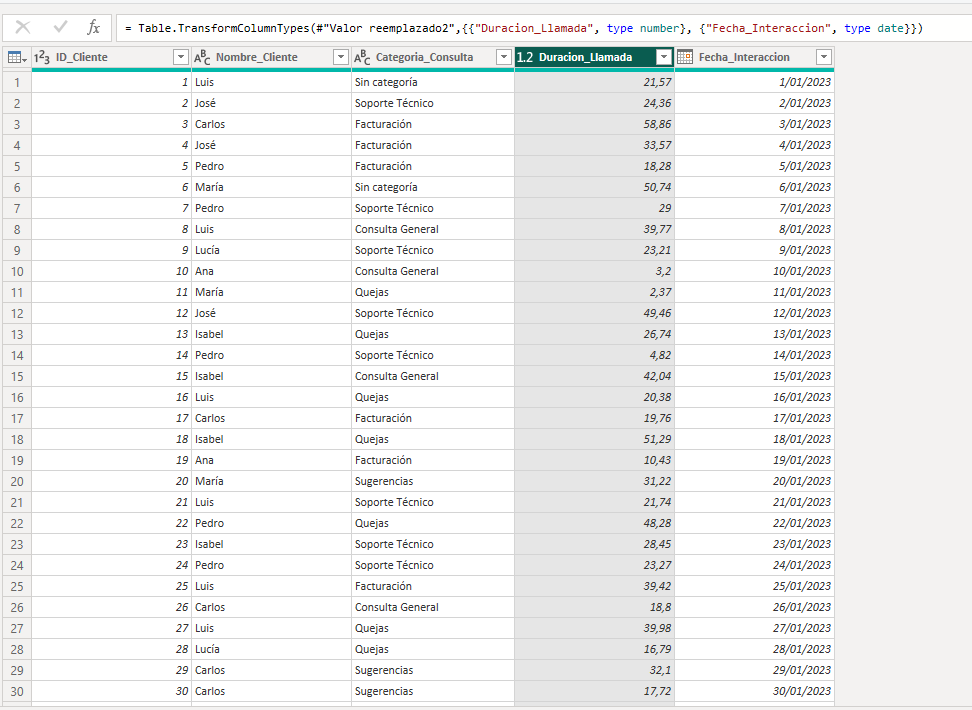 fx = Table.TransformColumnTypes(#"Valor reemplazado2",{{"Duracion_Llamada", type number}, {"Fecha_Interaccion", type date}})
1²3 ID_Cliente ABC Nombre_Cliente ABC Categoria_Consulta 1.2 Duracion_Llamada Fecha_Interaccion
1 1 Luis Sin categoría 21,57 1/01/2023
2 2 José Soporte Técnico 24,36 2/01/2023
3 3 Carlos Facturación 58,86 3/01/2023
4 4 José Facturación 33,57 4/01/2023
5 5 Pedro Facturación 18,28 5/01/2023
6 6 María Sin categoría 50,74 6/01/2023
7 7 Pedro Soporte Técnico 29 7/01/2023
8 8 Luis Consulta General 39,77 8/01/2023
9 9 Lucía Soporte Técnico 23,21 9/01/2023
10 10 Ana Consulta General 3,2 10/01/2023
11 11 María Quejas 2,37 11/01/2023
12 12 José Soporte Técnico 49,46 12/01/2023
13 13 Isabel Quejas 26,74 13/01/2023
14 14 Pedro Soporte Técnico 4,82 14/01/2023
15 15 Isabel Consulta General 42,04 15/01/2023
16 16 Luis Quejas 20,38 16/01/2023
17 17 Carlos Facturación 19,76 17/01/2023
18 18 Isabel Quejas 51,29 18/01/2023
19 19 Ana Facturación 10,43 19/01/2023
20 20 María Sugerencias 31,22 20/01/2023
21 21 Luis Soporte Técnico 21,74 21/01/2023
22 22 Pedro Quejas 48,28 22/01/2023
23 23 Isabel Soporte Técnico 28,45 23/01/2023
24 24 Pedro Soporte Técnico 23,27 24/01/2023
25 25 Luis Facturación 39,42 25/01/2023
26 26 Carlos Consulta General 18,8 26/01/2023
27 27 Luis Quejas 39,98 27/01/2023
28 28 Lucía Quejas 16,79 28/01/2023
29 29 Carlos Sugerencias 32,1 29/01/2023
30 30 Carlos Sugerencias 17,72 30/01/2023